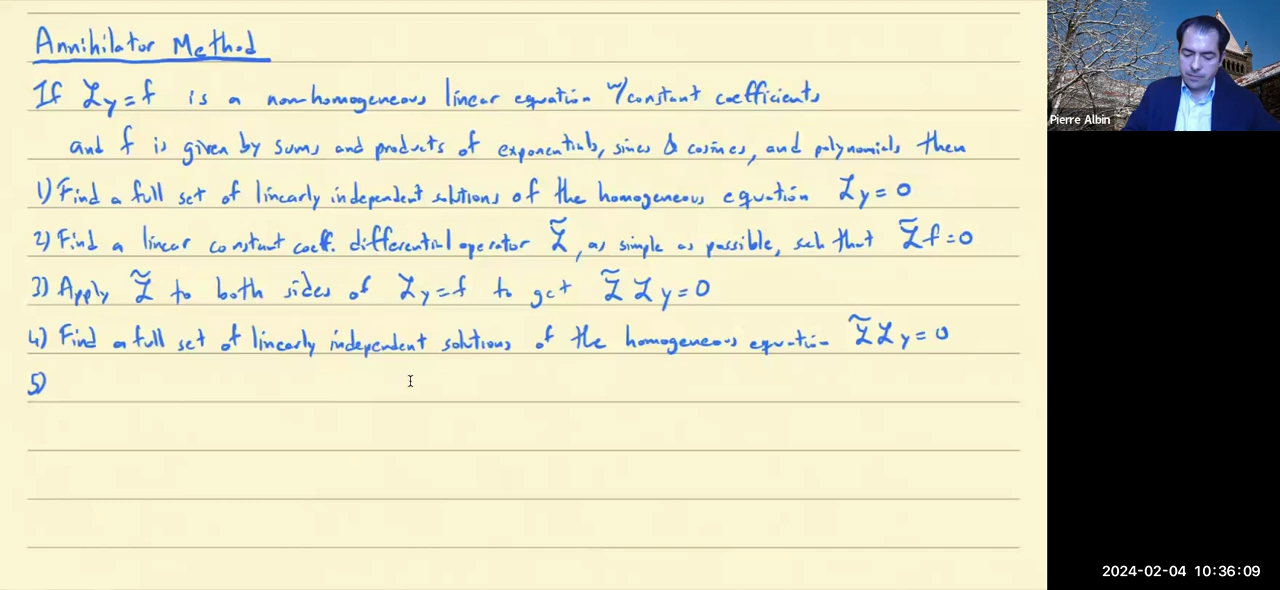 Annihilator Method
If ℒy=f is a non-homogeneous linear equation w/constant coefficients
and f is given by sums and products of exponentials, sines & cosines, and polynomials then
1) Find a full set of linearly independent solutions of the homogeneous equation ℒy=0
2) Find a linear constant coeff. differential operator ℒ̃, as simple as possible, such that ℒ̃f=0
3) Apply ℒ̃ to both sides of ℒy=f to get ℒ̃ℒy=0
4) Find a full set of linearly independent solutions of the homogeneous equation ℒ̃ℒy=0
5)
Pierre Albin
2024-02-04 10:36:09